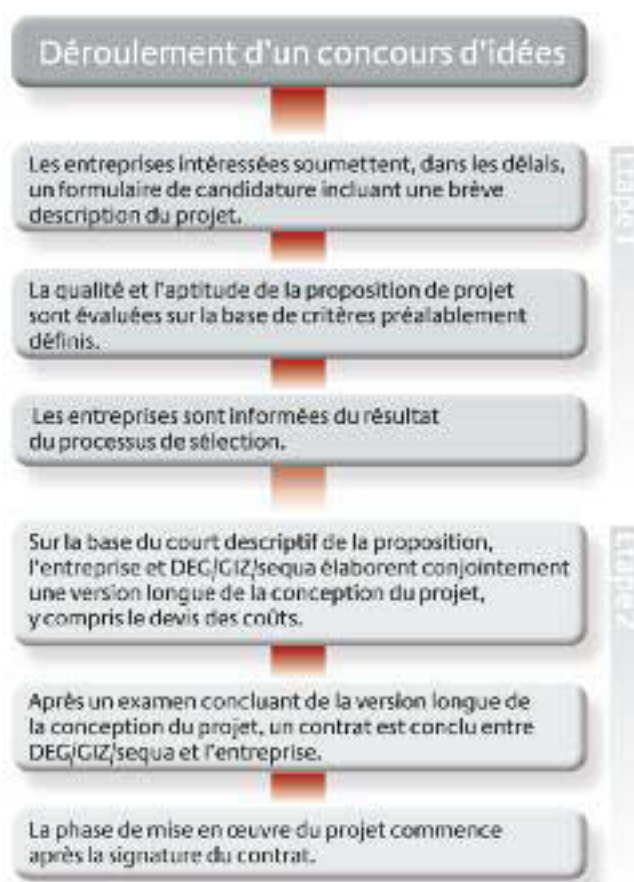 Déroulement d'un concours d'idées
Les entreprises intéressées soumettent, dans les délais,
un formulaire de candidature incluant une brève
description du projet.
Étape 1
La qualité et l'aptitude de la proposition de projet
sont évaluées sur la base de critères préalablement
définis.
Les entreprises sont informées du résultat
du processus de sélection.
Sur la base du court descriptif de la proposition,
l'entreprise et DEG/GIZ/sequa élaborent conjointement
une version longue de la conception du projet,
y compris le devis des coûts.
Étape 2
Après un examen concluant de la version longue de
la conception du projet, un contrat est conclu entre
DEG/GIZ/sequa et l'entreprise.
La phase de mise en œuvre du projet commence
après la signature du contrat.